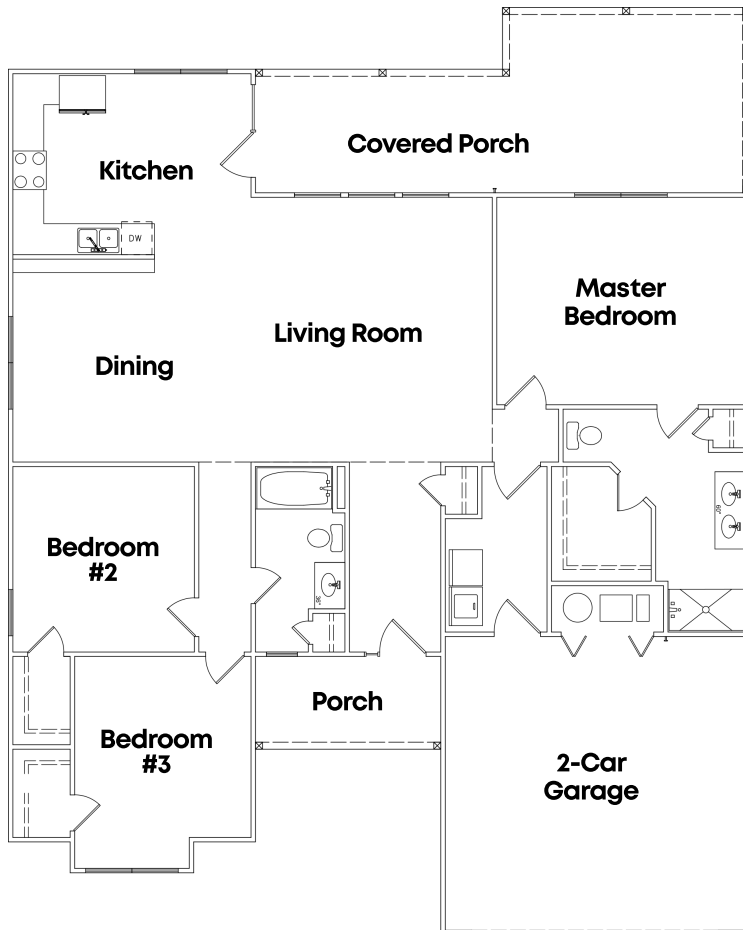 Covered Porch
Kitchen
DW
Master
Bedroom
Living Room
Dining
60"
Bedroom
#2
36"
Porch
Bedroom
#3
2-Car
Garage